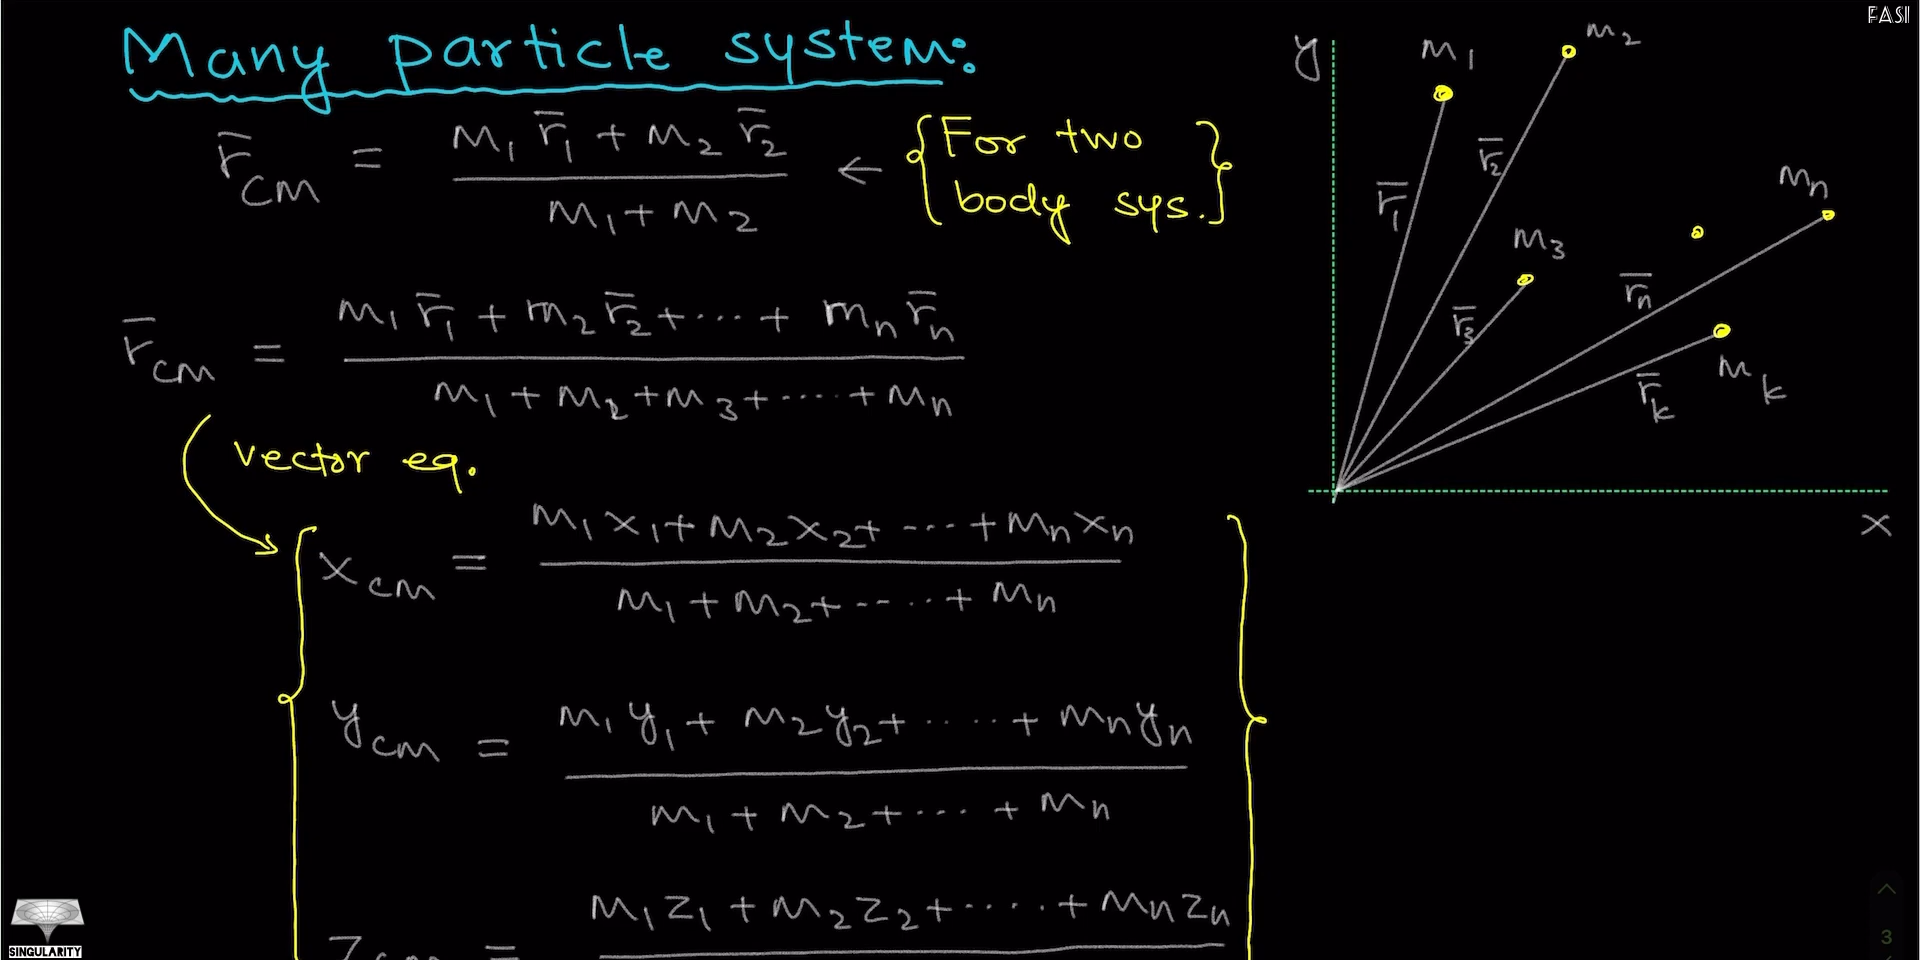 EASI
Many particle system:
r̄cm = m₁ r̄₁ + m₂ r̄₂ / m₁ + m₂ ← {For two body sys.}
r̄cm = m₁ r̄₁ + m₂ r̄₂ + ···· + mₙ r̄ₙ / m₁ + m₂ + m₃ + ····· + mₙ
vector eq.
xcm = m₁x₁ + m₂x₂ + ···· + mₙxₙ / m₁ + m₂ + ····· + mₙ
ycm = m₁y₁ + m₂y₂ + ····· + mₙyₙ / m₁ + m₂ + ····· + mₙ
zcm = m₁z₁ + m₂z₂ + ····· + mₙzₙ
y
m₁
m₂
r̄₁
r̄₂
m₃
r̄₃
mₙ
r̄ₙ
mₖ
r̄ₖ
x
SINGULARITY
3